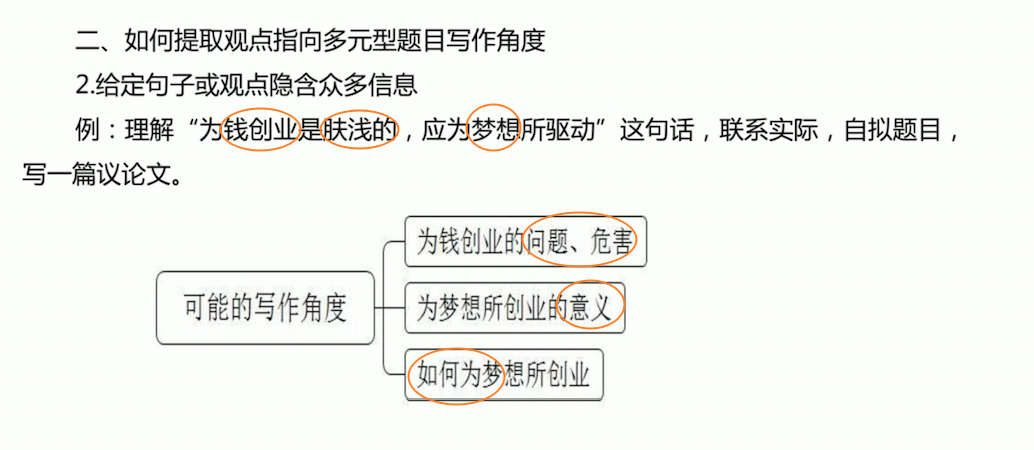 二、如何提取观点指向多元型题目写作角度
2.给定句子或观点隐含众多信息
例：理解“为钱创业是肤浅的，应为梦想所驱动”这句话，联系实际，自拟题目，
写一篇议论文。
为钱创业的问题、危害
可能的写作角度
为梦想所创业的意义
如何为梦想所创业